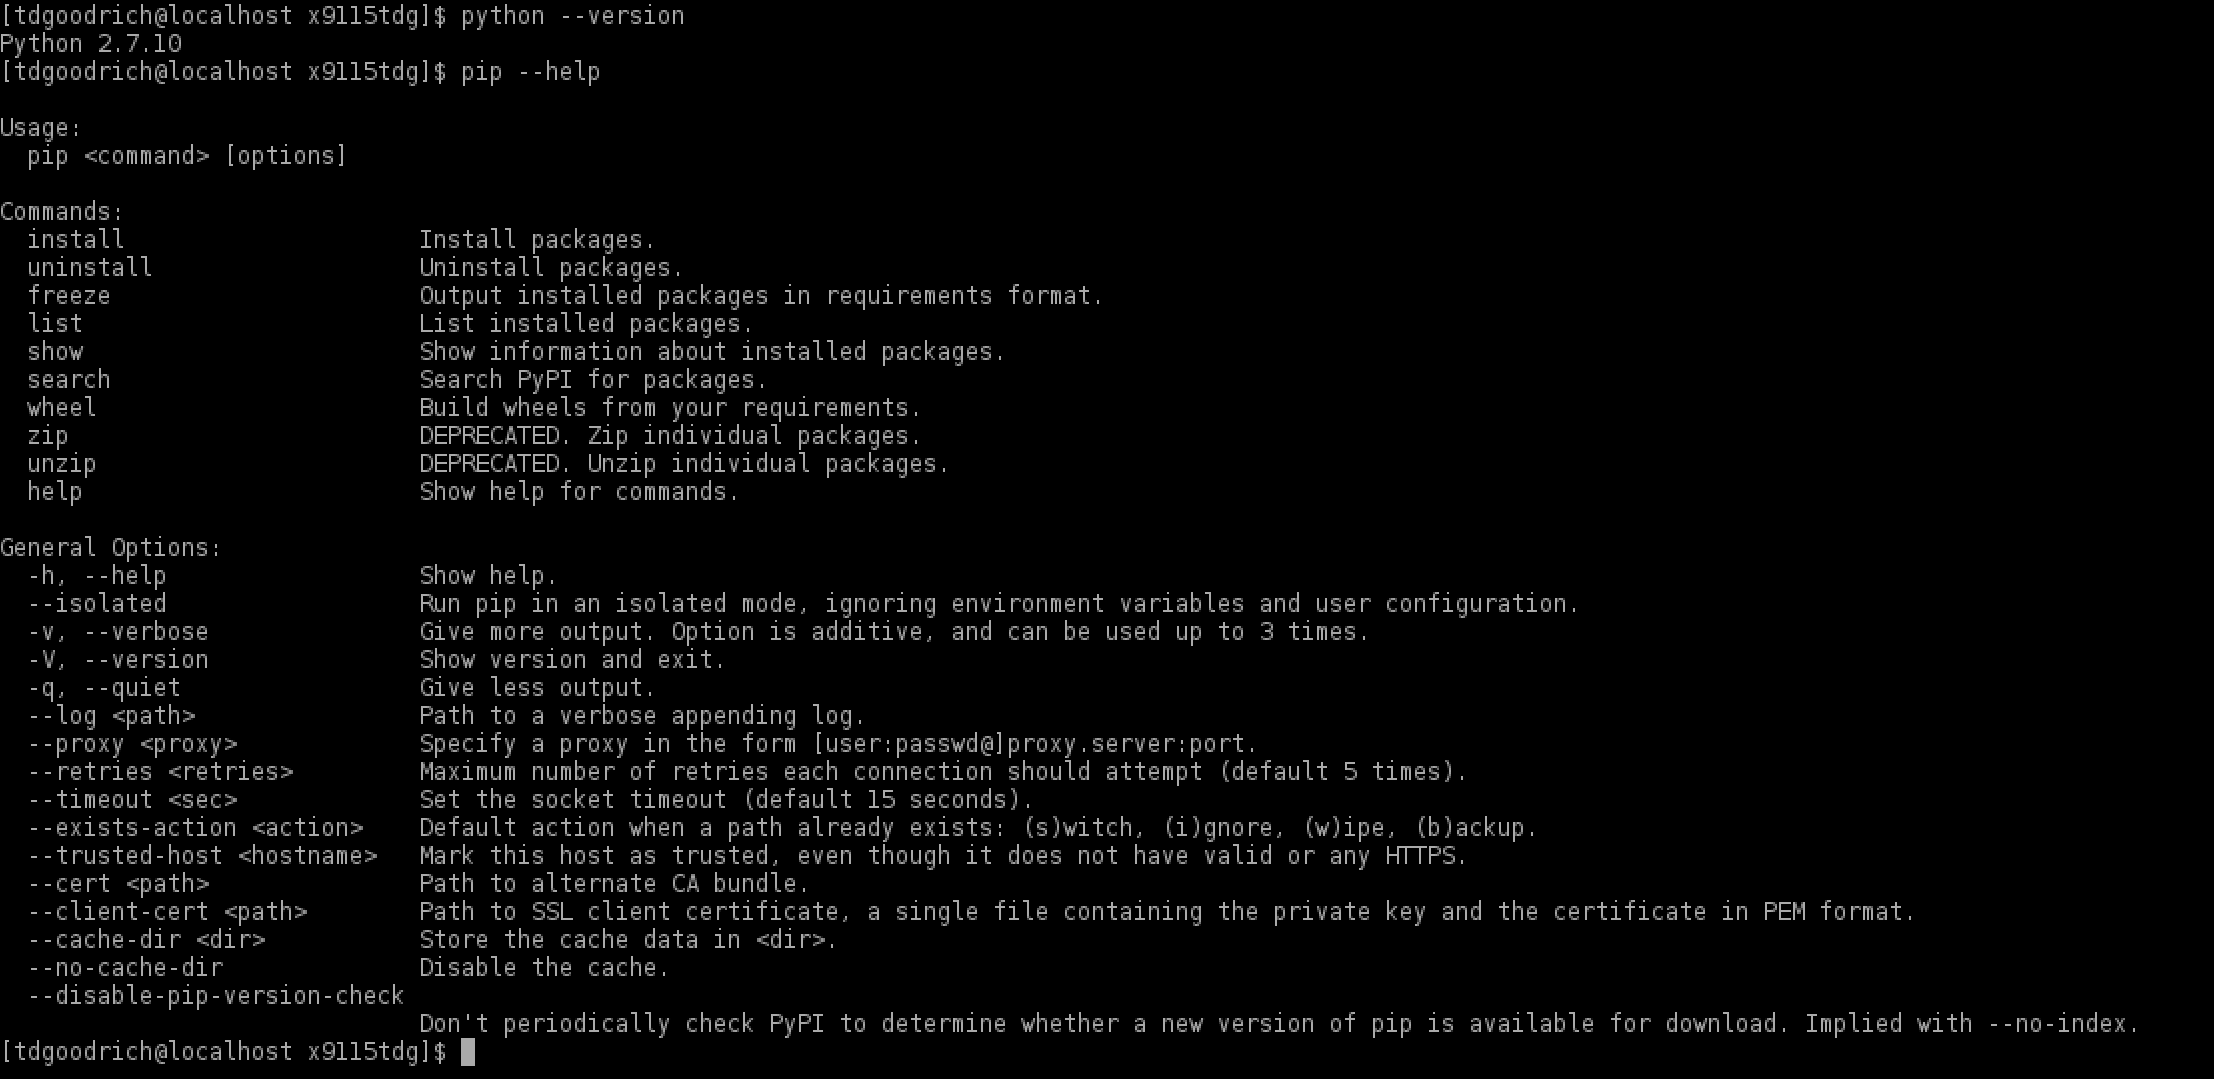 [tdgoodrich@localhost x9115tdg]$ python --version
Python 2.7.10
[tdgoodrich@localhost x9115tdg]$ pip --help

Usage:
  pip <command> [options]

Commands:
  install                     Install packages.
  uninstall                   Uninstall packages.
  freeze                      Output installed packages in requirements format.
  list                        List installed packages.
  show                        Show information about installed packages.
  search                      Search PyPI for packages.
  wheel                       Build wheels from your requirements.
  zip                         DEPRECATED. Zip individual packages.
  unzip                       DEPRECATED. Unzip individual packages.
  help                        Show help for commands.

General Options:
  -h, --help                  Show help.
  --isolated                  Run pip in an isolated mode, ignoring environment variables and user configuration.
  -v, --verbose               Give more output. Option is additive, and can be used up to 3 times.
  -V, --version               Show version and exit.
  -q, --quiet                 Give less output.
  --log <path>                Path to a verbose appending log.
  --proxy <proxy>             Specify a proxy in the form [user:passwd@]proxy.server:port.
  --retries <retries>         Maximum number of retries each connection should attempt (default 5 times).
  --timeout <sec>             Set the socket timeout (default 15 seconds).
  --exists-action <action>    Default action when a path already exists: (s)witch, (i)gnore, (w)ipe, (b)ackup.
  --trusted-host <hostname>   Mark this host as trusted, even though it does not have valid or any HTTPS.
  --cert <path>               Path to alternate CA bundle.
  --client-cert <path>        Path to SSL client certificate, a single file containing the private key and the certificate in PEM format.
  --cache-dir <dir>           Store the cache data in <dir>.
  --no-cache-dir              Disable the cache.
  --disable-pip-version-check
                              Don't periodically check PyPI to determine whether a new version of pip is available for download. Implied with --no-index.
[tdgoodrich@localhost x9115tdg]$